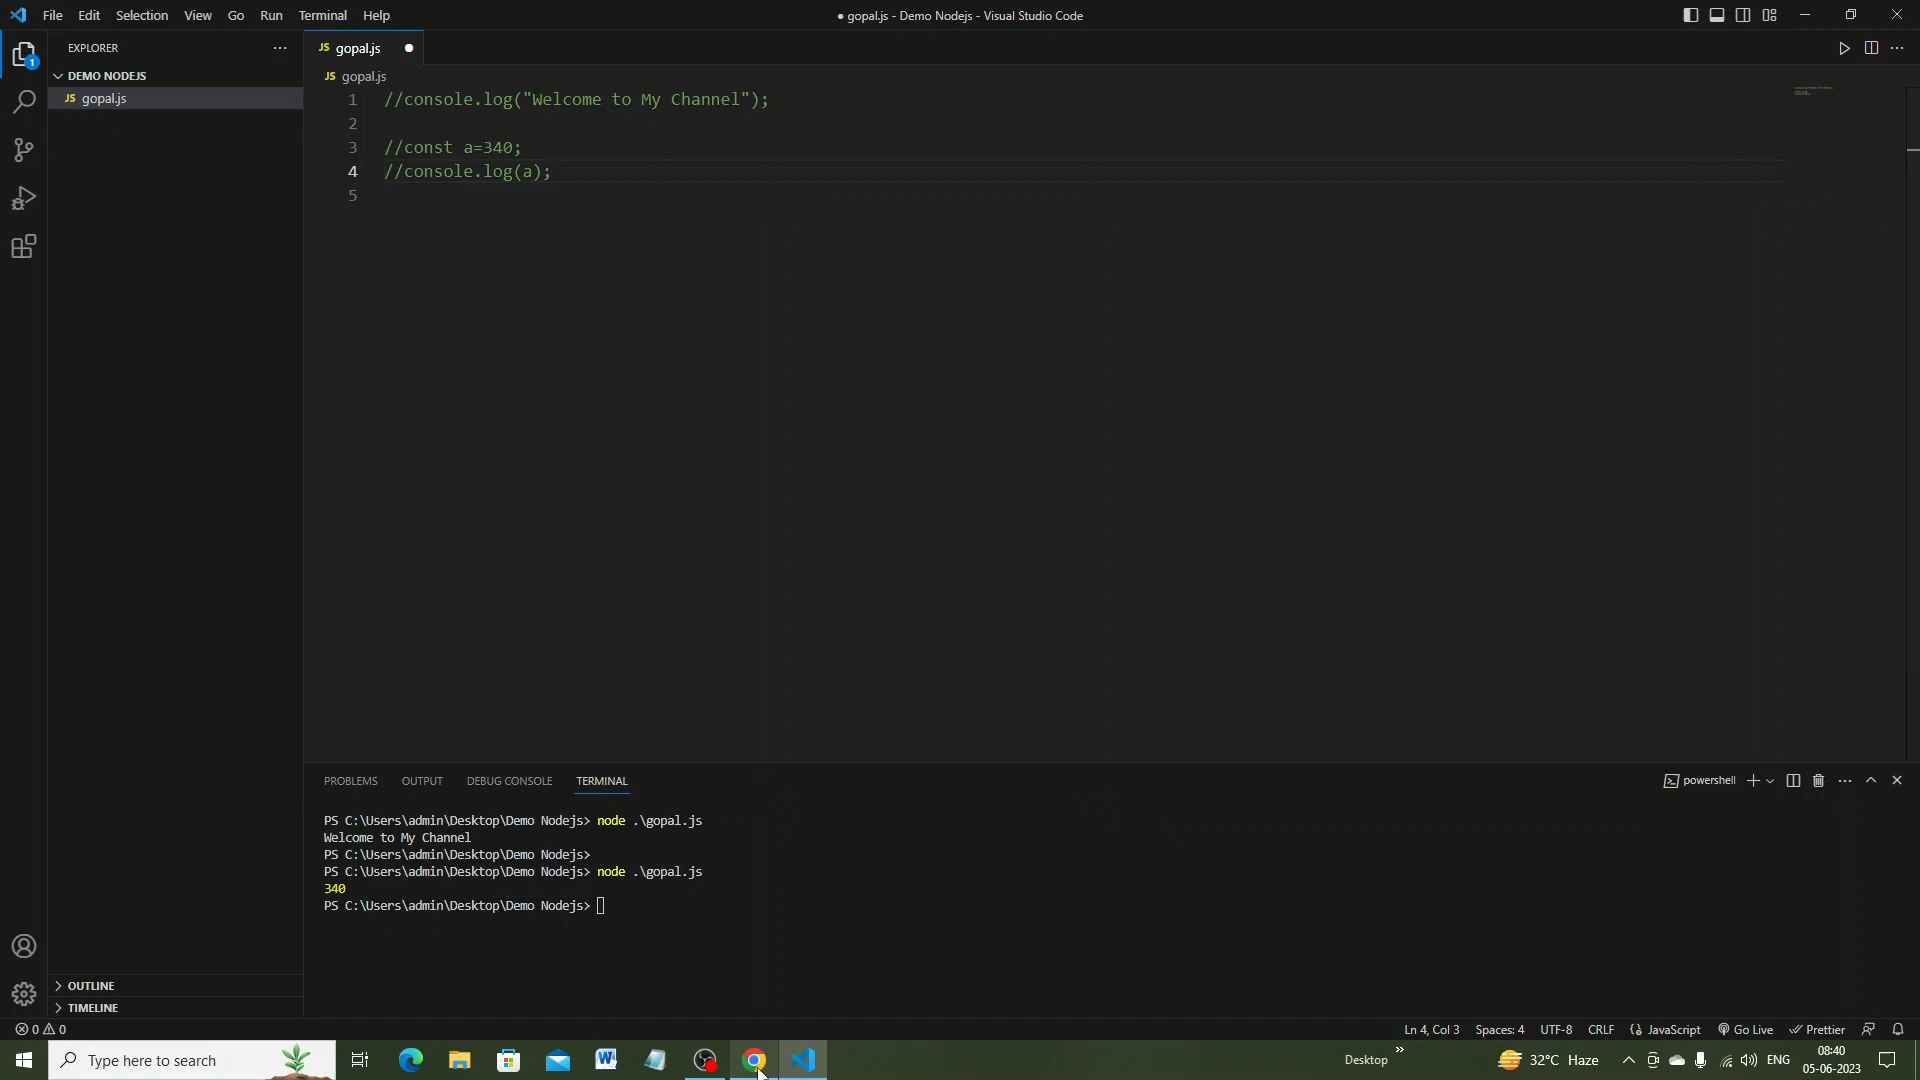 File Edit Selection View Go Run Terminal Help
● gopal.js - Demo Nodejs - Visual Studio Code
EXPLORER
DEMO NODEJS
JS gopal.js
JS gopal.js
JS gopal.js
1 //console.log("Welcome to My Channel");
2
3 //const a=340;
4 //console.log(a);
5
1
PROBLEMS OUTPUT DEBUG CONSOLE TERMINAL
powershell
PS C:\Users\admin\Desktop\Demo Nodejs> node .\gopal.js
Welcome to My Channel
PS C:\Users\admin\Desktop\Demo Nodejs>
PS C:\Users\admin\Desktop\Demo Nodejs> node .\gopal.js
340
PS C:\Users\admin\Desktop\Demo Nodejs>
OUTLINE
TIMELINE
0 0
Ln 4, Col 3 Spaces: 4 UTF-8 CRLF JavaScript Go Live Prettier
Type here to search
Desktop »
32°C Haze
ENG
08:40
05-06-2023